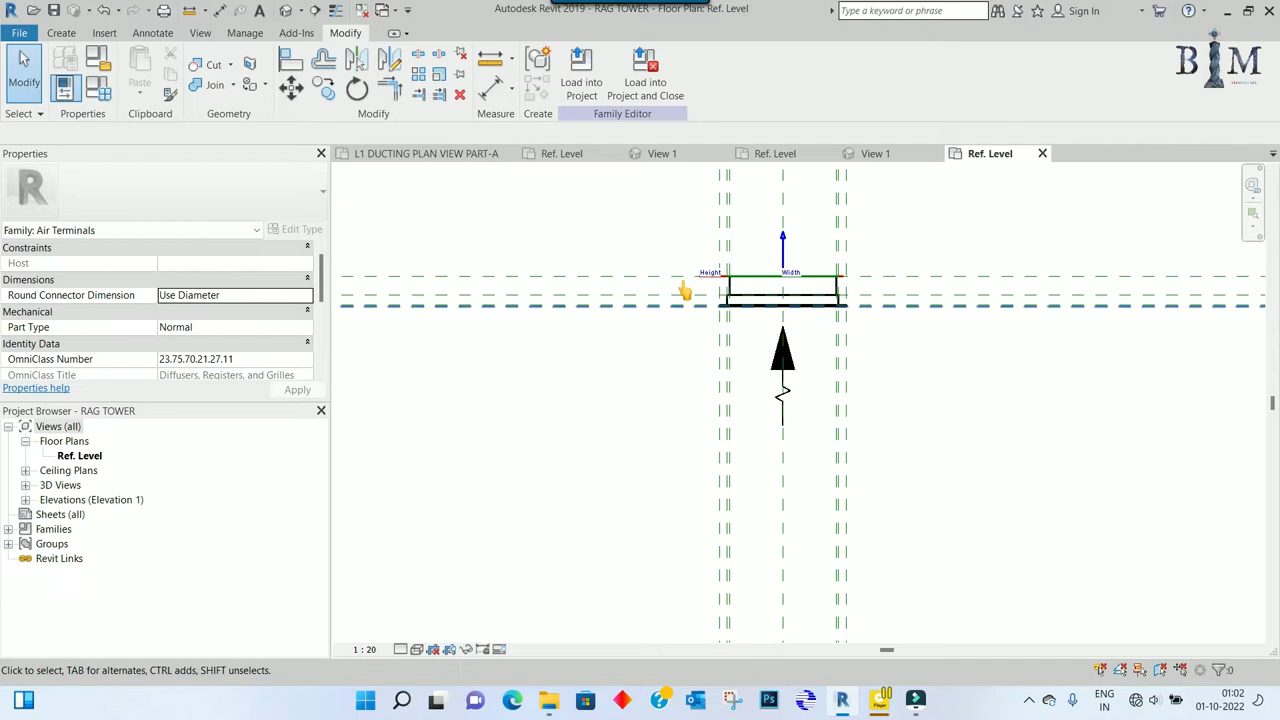 Autodesk Revit 2019 - RAG TOWER - Floor Plan: Ref. Level
Type a keyword or phrase
Sign In
File Create Insert Annotate View Manage Add-Ins Modify
Modify
Paste
Cut
Join
Load into Project
Load into Project and Close
Select Properties Clipboard Geometry Modify Measure Create Family Editor
BIM
Properties
L1 DUCTING PLAN VIEW PART-A Ref. Level View 1 Ref. Level View 1 Ref. Level
R
Family: Air Terminals Edit Type
Constraints
Host
Dimensions
Round Connector Dimension Use Diameter
Mechanical
Part Type Normal
Identity Data
OmniClass Number 23.75.70.21.27.11
OmniClass Title Diffusers, Registers, and Grilles
Properties help Apply
Project Browser - RAG TOWER
Views (all)
Floor Plans
Ref. Level
Ceiling Plans
3D Views
Elevations (Elevation 1)
Sheets (all)
Families
Groups
Revit Links
Height Width
1 : 20
Click to select, TAB for alternates, CTRL adds, SHIFT unselects.
:0
ENG
IN
01:02
01-10-2022